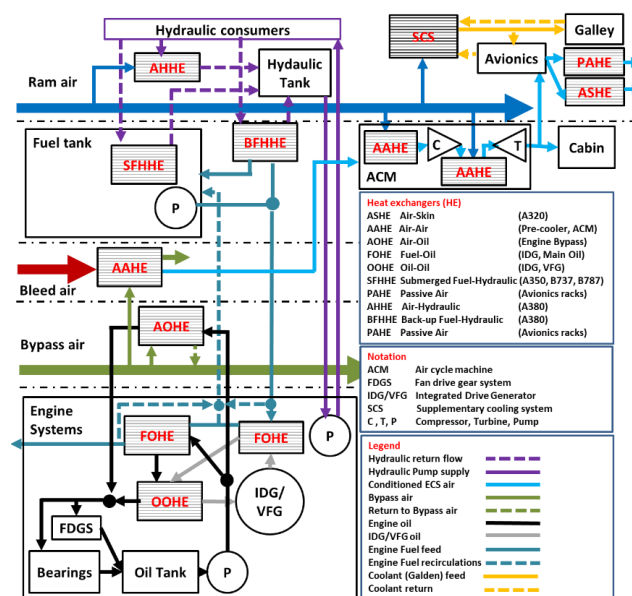 Hydraulic consumers
SCS
Galley
AHHE
Hydaulic
Tank
Avionics
PAHE
Ram air
ASHE
Fuel tank
BFHHE
SFHHE
AAHE
C
T
Cabin
AAHE
ACM
P
AAHE
Bleed air
AOHE
Bypass air
Engine
Systems
FOHE
FOHE
P
OOHE
IDG/
VFG
FDGS
Bearings
Oil Tank
P
Heat exchangers (HE)
ASHE Air-Skin (A320)
AAHE Air-Air (Pre-cooler, ACM)
AOHE Air-Oil (Engine Bypass)
FOHE Fuel-Oil (IDG, Main Oil)
OOHE Oil-Oil (IDG, VFG)
SFHHE Submerged Fuel-Hydraulic (A350, B737, B787)
PAHE Passive Air (Avionics racks)
AHHE Air-Hydraulic (A380)
BFHHE Back-up Fuel-Hydraulic (A380)
PAHE Passive Air (Avionics racks)
Notation
ACM Air cycle machine
FDGS Fan drive gear system
IDG/VFG Integrated Drive Generator
SCS Supplementary cooling system
C , T, P Compressor, Turbine, Pump
Legend
Hydraulic return flow
Hydraulic Pump supply
Conditioned ECS air
Bypass air
Return to Bypass air
Engine oil
IDG/VFG oil
Engine Fuel feed
Engine Fuel recirculations
Coolant (Galden) feed
Coolant return